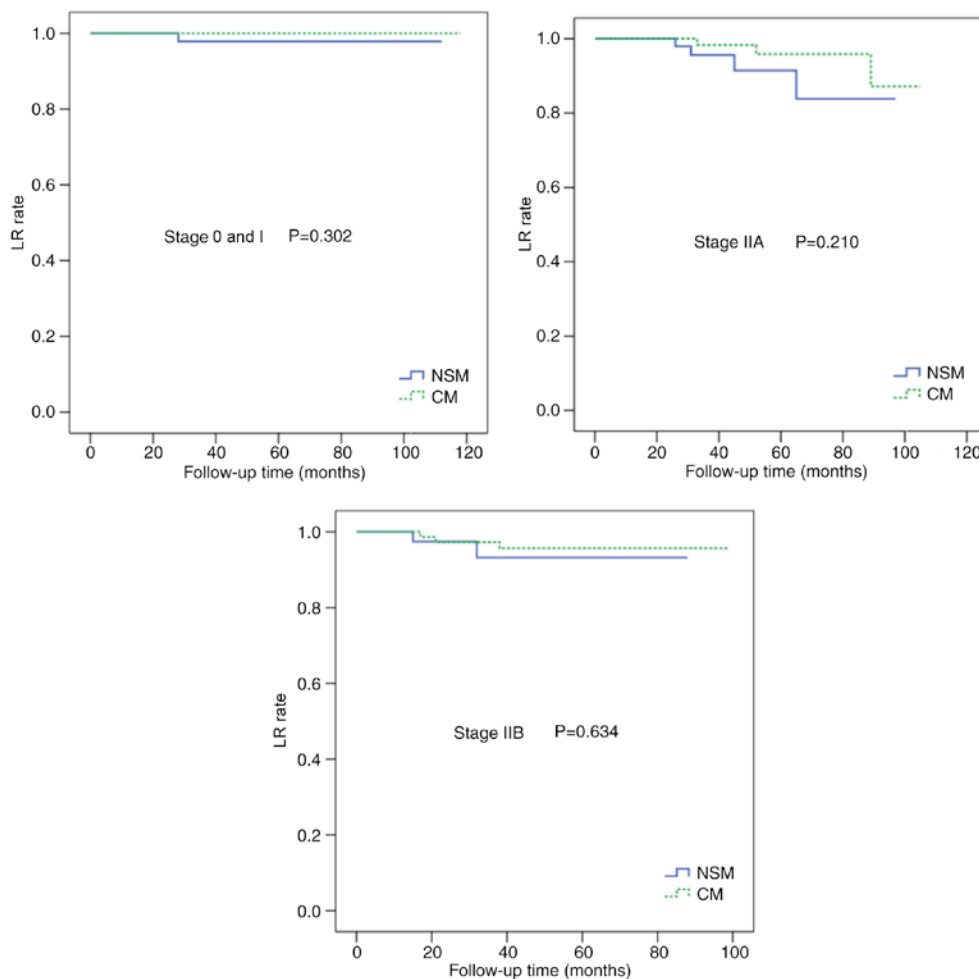 1.0
0.8
0.6
0.4
0.2
0.0
LR rate
Stage 0 and I P=0.302
NSM
CM
0 20 40 60 80 100 120
Follow-up time (months)
1.0
0.8
0.6
0.4
0.2
0.0
LR rate
Stage IIA P=0.210
NSM
CM
0 20 40 60 80 100 120
Follow-up time (months)
1.0
0.8
0.6
0.4
0.2
0.0
LR rate
Stage IIB P=0.634
NSM
CM
0 20 40 60 80 100
Follow-up time (months)